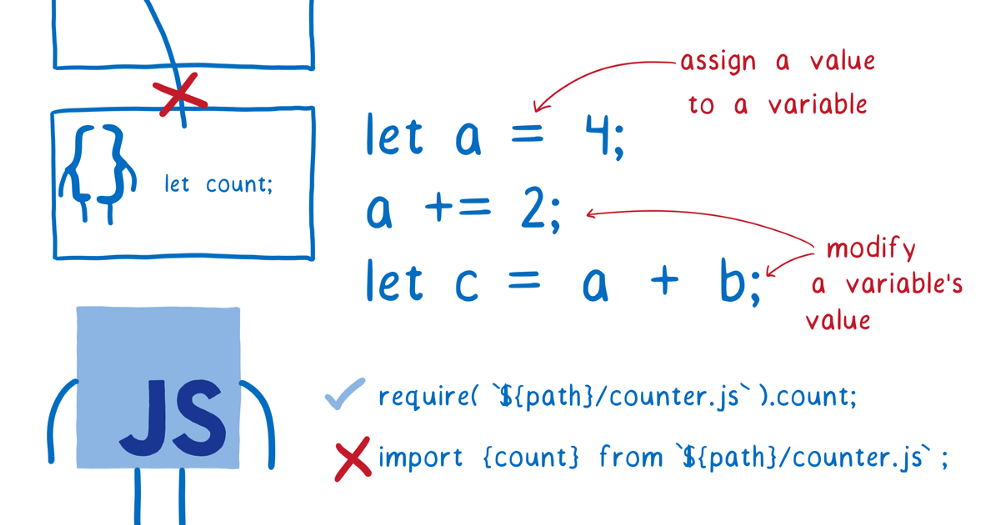 assign a value
to a variable
let a = 4;
a += 2;
let c = a + b;
modify
a variable's
value
{}
let count;
JS
require( `${path}/counter.js` ).count;
import {count} from `${path}/counter.js` ;